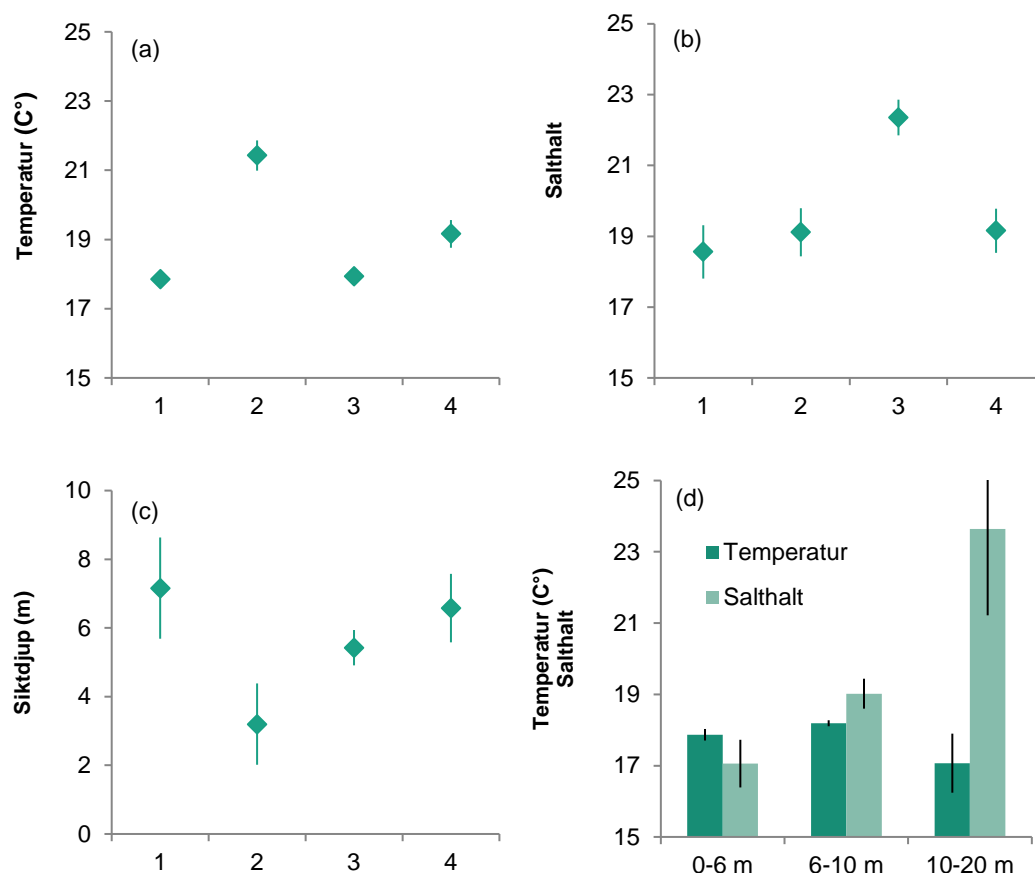 (a)
Temperatur (C°)
25
23
21
19
17
15
1 2 3 4
(b)
Salthalt
25
23
21
19
17
15
1 2 3 4
(c)
Siktdjup (m)
10
8
6
4
2
0
1 2 3 4
(d)
Temperatur (C°)
Salthalt
25
23
21
19
17
15
Temperatur
Salthalt
0-6 m 6-10 m 10-20 m